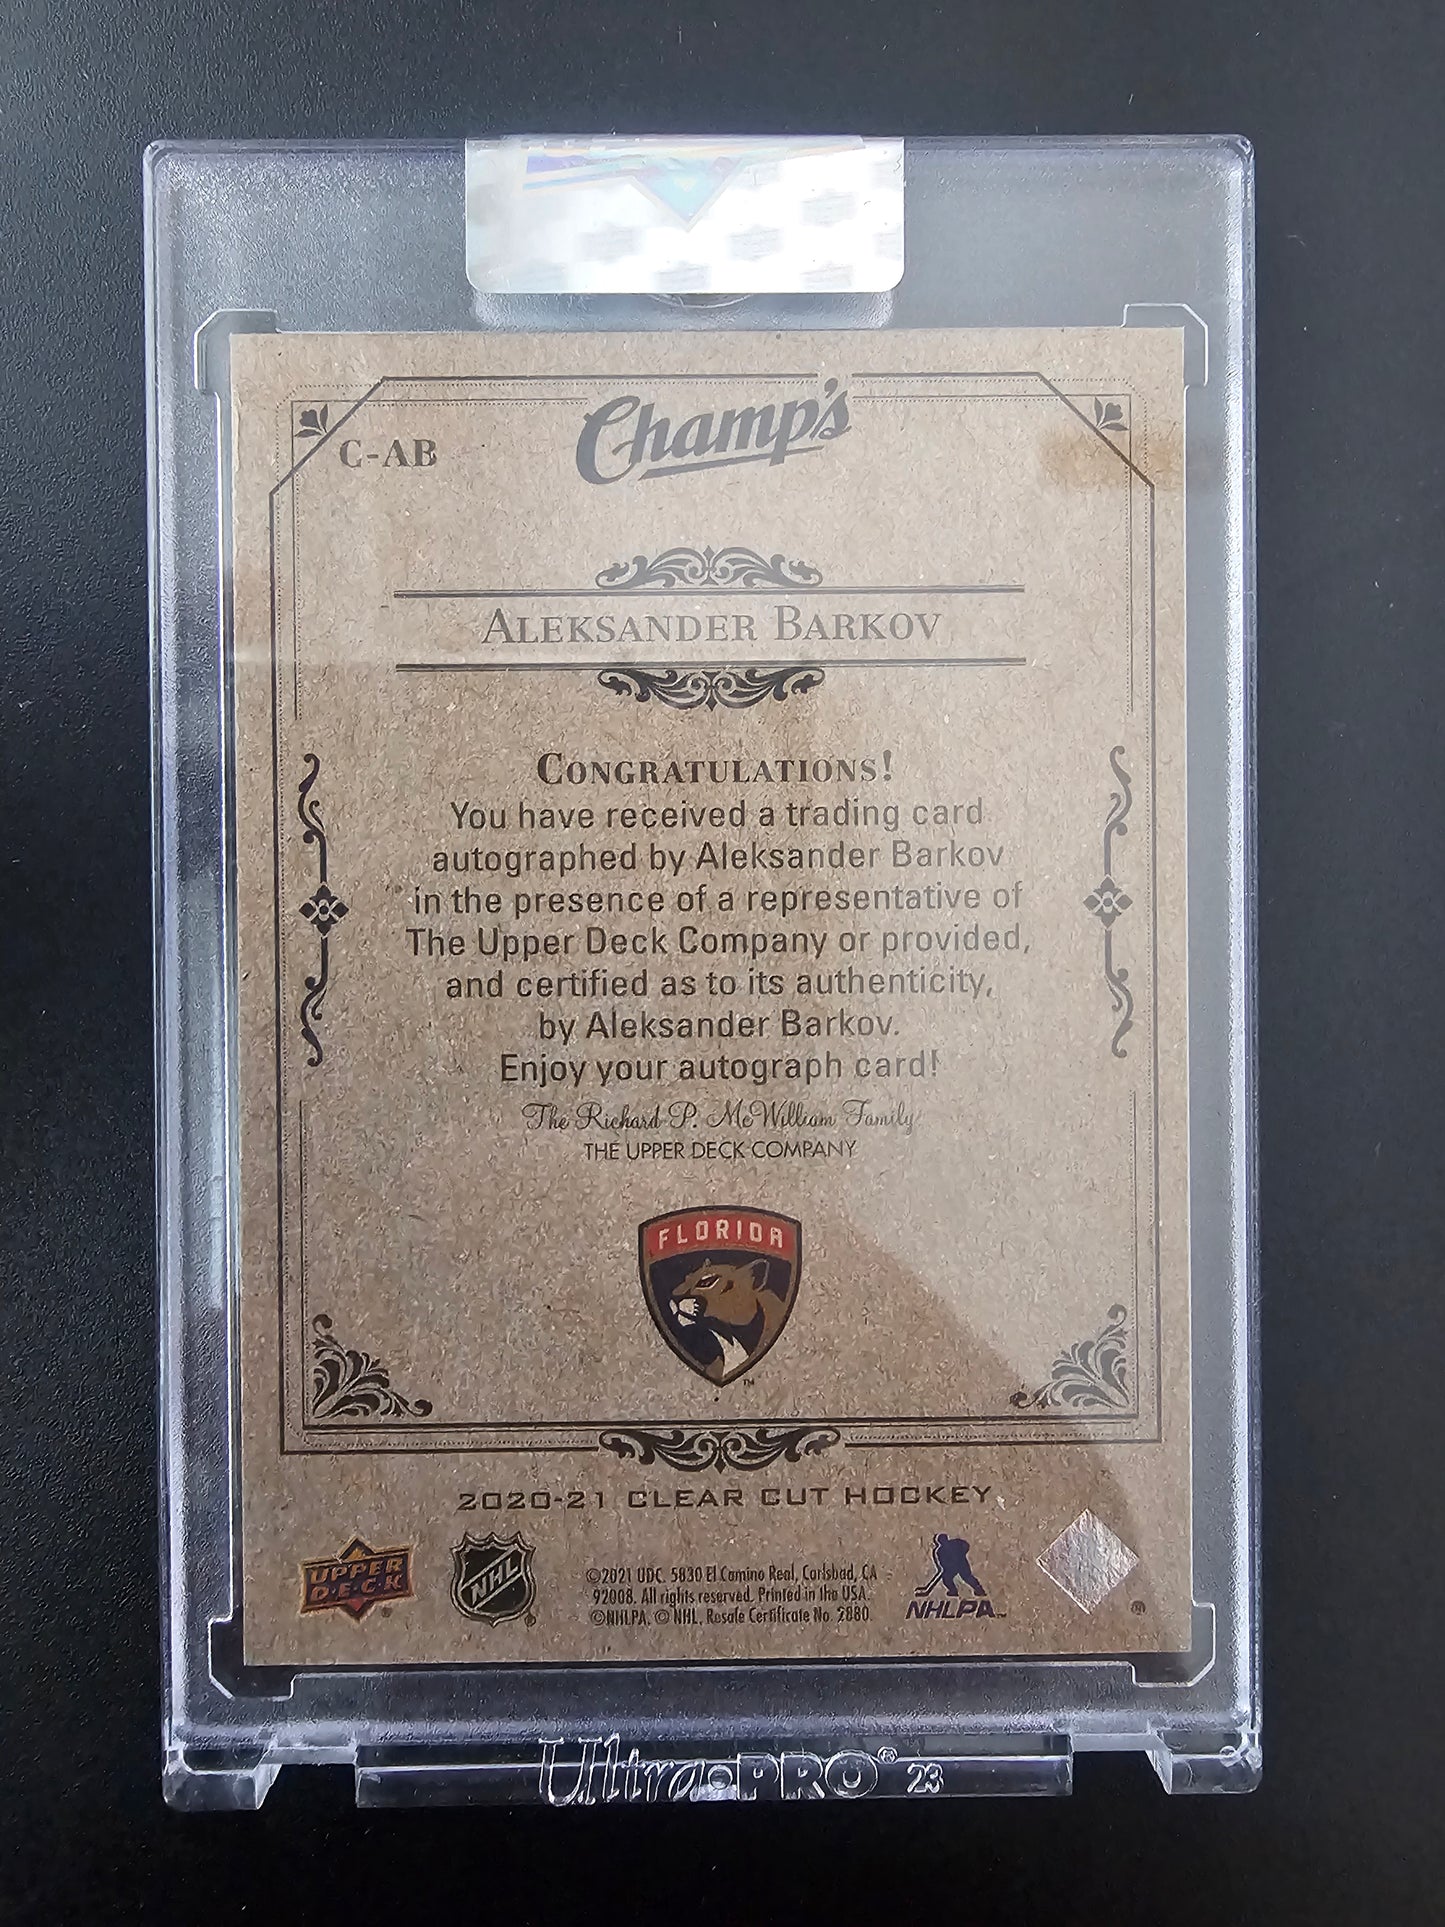 Champ's
C-AB
ALEKSANDER BARKOV
CONGRATULATIONS!
You have received a trading card
autographed by Aleksander Barkov
in the presence of a representative of
The Upper Deck Company or provided,
and certified as to its authenticity,
by Aleksander Barkov.
Enjoy your autograph card!
The Richard P. McWilliam Family
THE UPPER DECK COMPANY
FLORIDA
TM
2020-21 CLEAR CUT HOCKEY
UPPER
DECK
®
NHL
®
©2021 UDC. 5830 El Camino Real, Carlsbad, CA
92008. All rights reserved. Printed in the USA.
©NHLPA. © NHL. Resale Certificate No. 2880.
NHLPA™
Ultra•PRO® 23